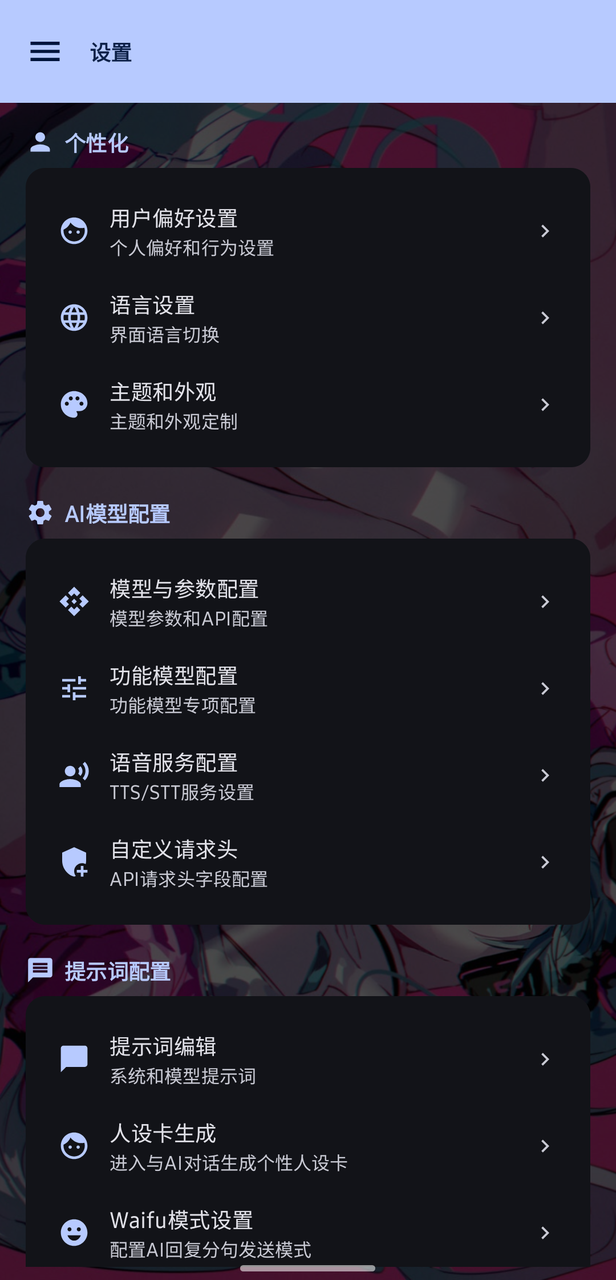 设置
个性化
用户偏好设置
个人偏好和行为设置
语言设置
界面语言切换
主题和外观
主题和外观定制
AI模型配置
模型与参数配置
模型参数和API配置
功能模型配置
功能模型专项配置
语音服务配置
TTS/STT服务设置
自定义请求头
API请求头字段配置
提示词配置
提示词编辑
系统和模型提示词
人设卡生成
进入与AI对话生成个性人设卡
Waifu模式设置
配置AI回复分句发送模式